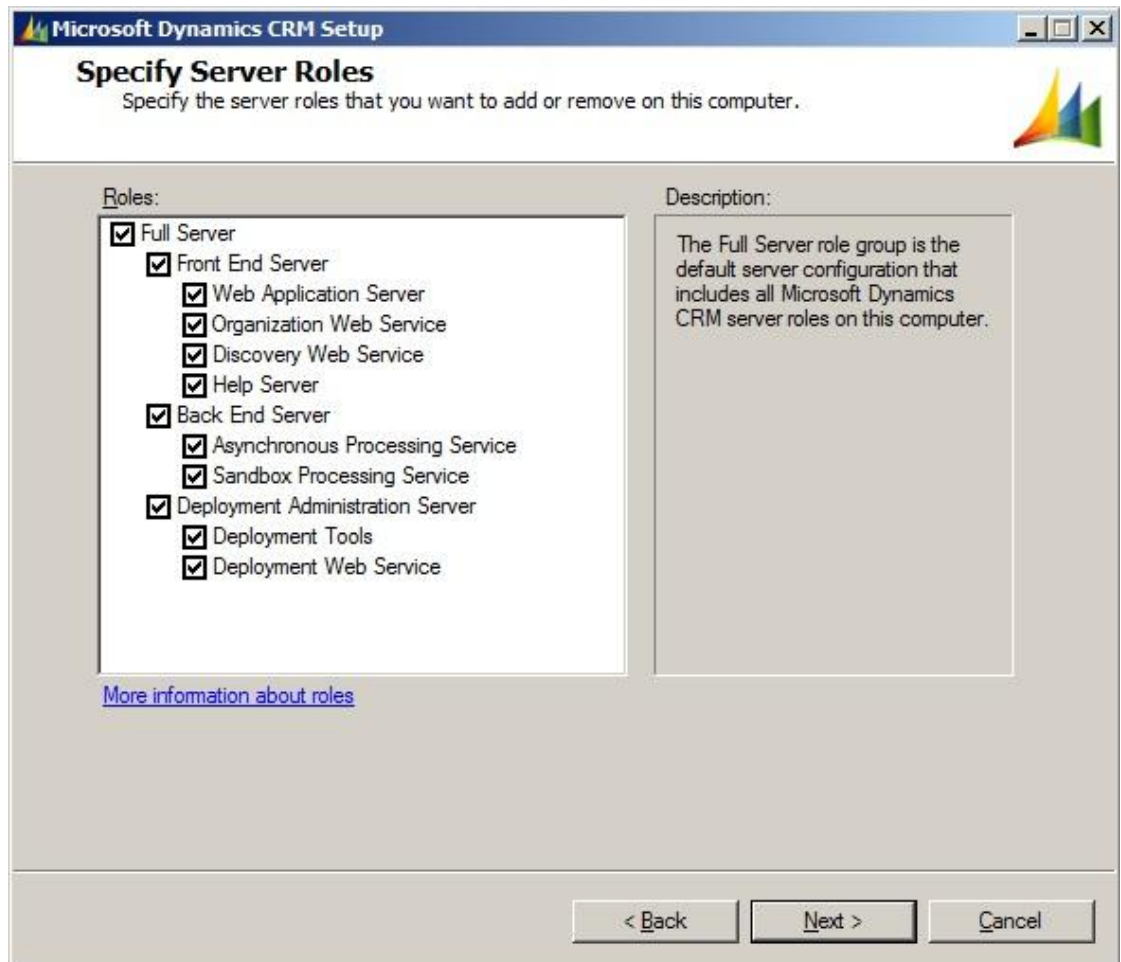 Microsoft Dynamics CRM Setup
Specify Server Roles
Specify the server roles that you want to add or remove on this computer.
Roles:
Full Server
Front End Server
Web Application Server
Organization Web Service
Discovery Web Service
Help Server
Back End Server
Asynchronous Processing Service
Sandbox Processing Service
Deployment Administration Server
Deployment Tools
Deployment Web Service
Description:
The Full Server role group is the
default server configuration that
includes all Microsoft Dynamics
CRM server roles on this computer.
More information about roles
< Back
Next >
Cancel